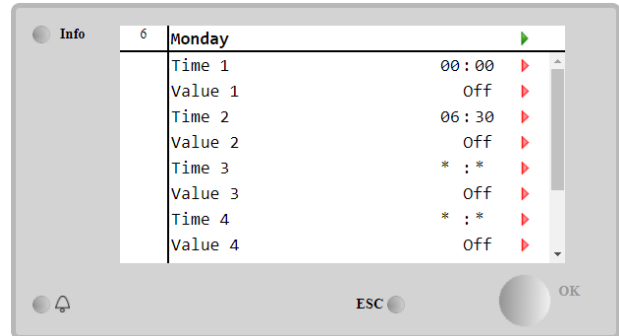 Info
6 Monday
Time 1 00:00
Value 1 Off
Time 2 06:30
Value 2 Off
Time 3 * : *
Value 3 Off
Time 4 * : *
Value 4 Off
ESC
OK